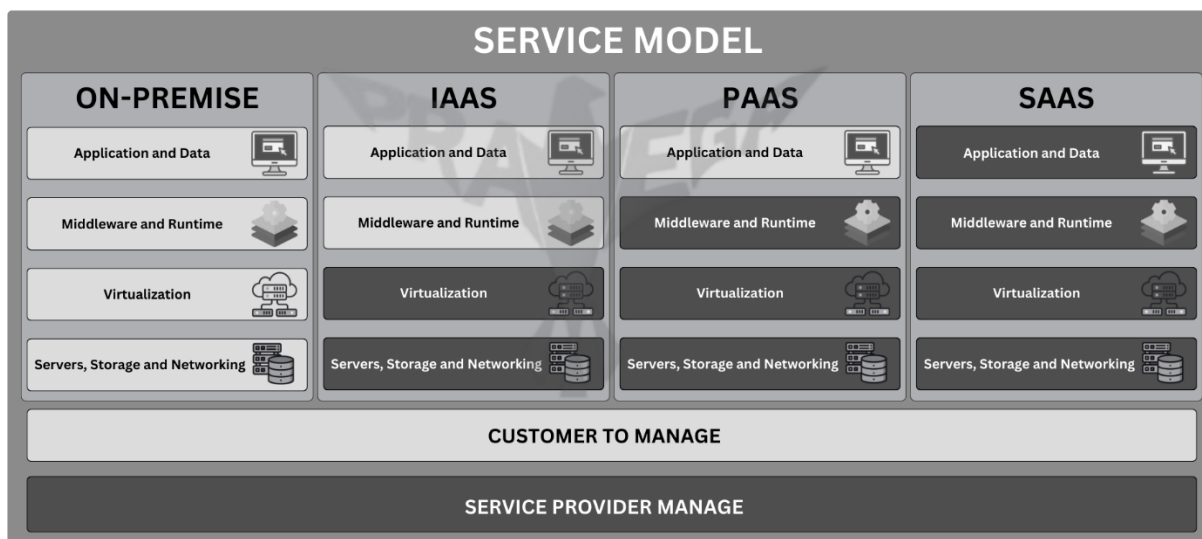 SERVICE MODEL
ON-PREMISE
IAAS
PAAS
SAAS
Application and Data
Application and Data
Application and Data
Application and Data
Middleware and Runtime
Middleware and Runtime
Middleware and Runtime
Middleware and Runtime
Virtualization
Virtualization
Virtualization
Virtualization
Servers, Storage and Networking
Servers, Storage and Networking
Servers, Storage and Networking
Servers, Storage and Networking
CUSTOMER TO MANAGE
SERVICE PROVIDER MANAGE